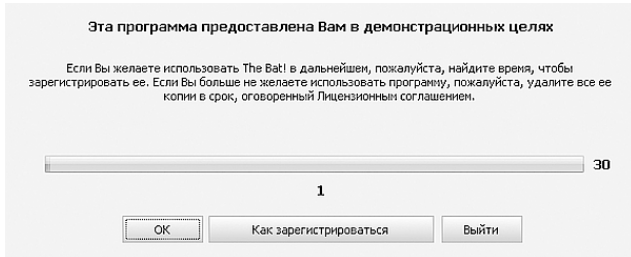 Эта программа предоставлена Вам в демонстрационных целях
Если Вы желаете использовать The Bat! в дальнейшем, пожалуйста, найдите время, чтобы
зарегистрировать ее. Если Вы больше не желаете использовать программу, пожалуйста, удалите все ее
копии в срок, оговоренный Лицензионным соглашением.
30
1
OK Как зарегистрироваться Выйти